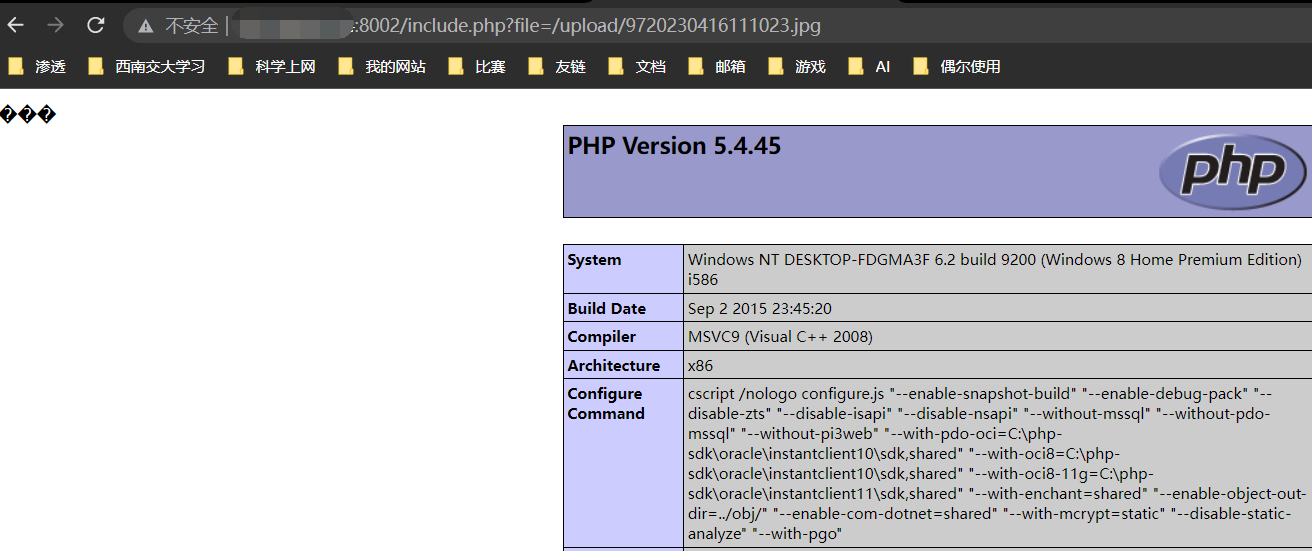 不安全 | :8002/include.php?file=/upload/9720230416111023.jpg
渗透 西南交大学习 科学上网 我的网站 比赛 友链 文档 邮箱 游戏 AI 偶尔使用
���
PHP Version 5.4.45
php
System Windows NT DESKTOP-FDGMA3F 6.2 build 9200 (Windows 8 Home Premium Edition)
i586
Build Date Sep 2 2015 23:45:20
Compiler MSVC9 (Visual C++ 2008)
Architecture x86
Configure cscript /nologo configure.js "--enable-snapshot-build" "--enable-debug-pack" "--
Command disable-zts" "--disable-isapi" "--disable-nsapi" "--without-mssql" "--without-pdo-
mssql" "--without-pi3web" "--with-pdo-oci=C:\php-
sdk\oracle\instantclient10\sdk,shared" "--with-oci8=C:\php-
sdk\oracle\instantclient10\sdk,shared" "--with-oci8-11g=C:\php-
sdk\oracle\instantclient11\sdk,shared" "--with-enchant=shared" "--enable-object-out-
dir=../obj/" "--enable-com-dotnet=shared" "--with-mcrypt=static" "--disable-static-
analyze" "--with-pgo"